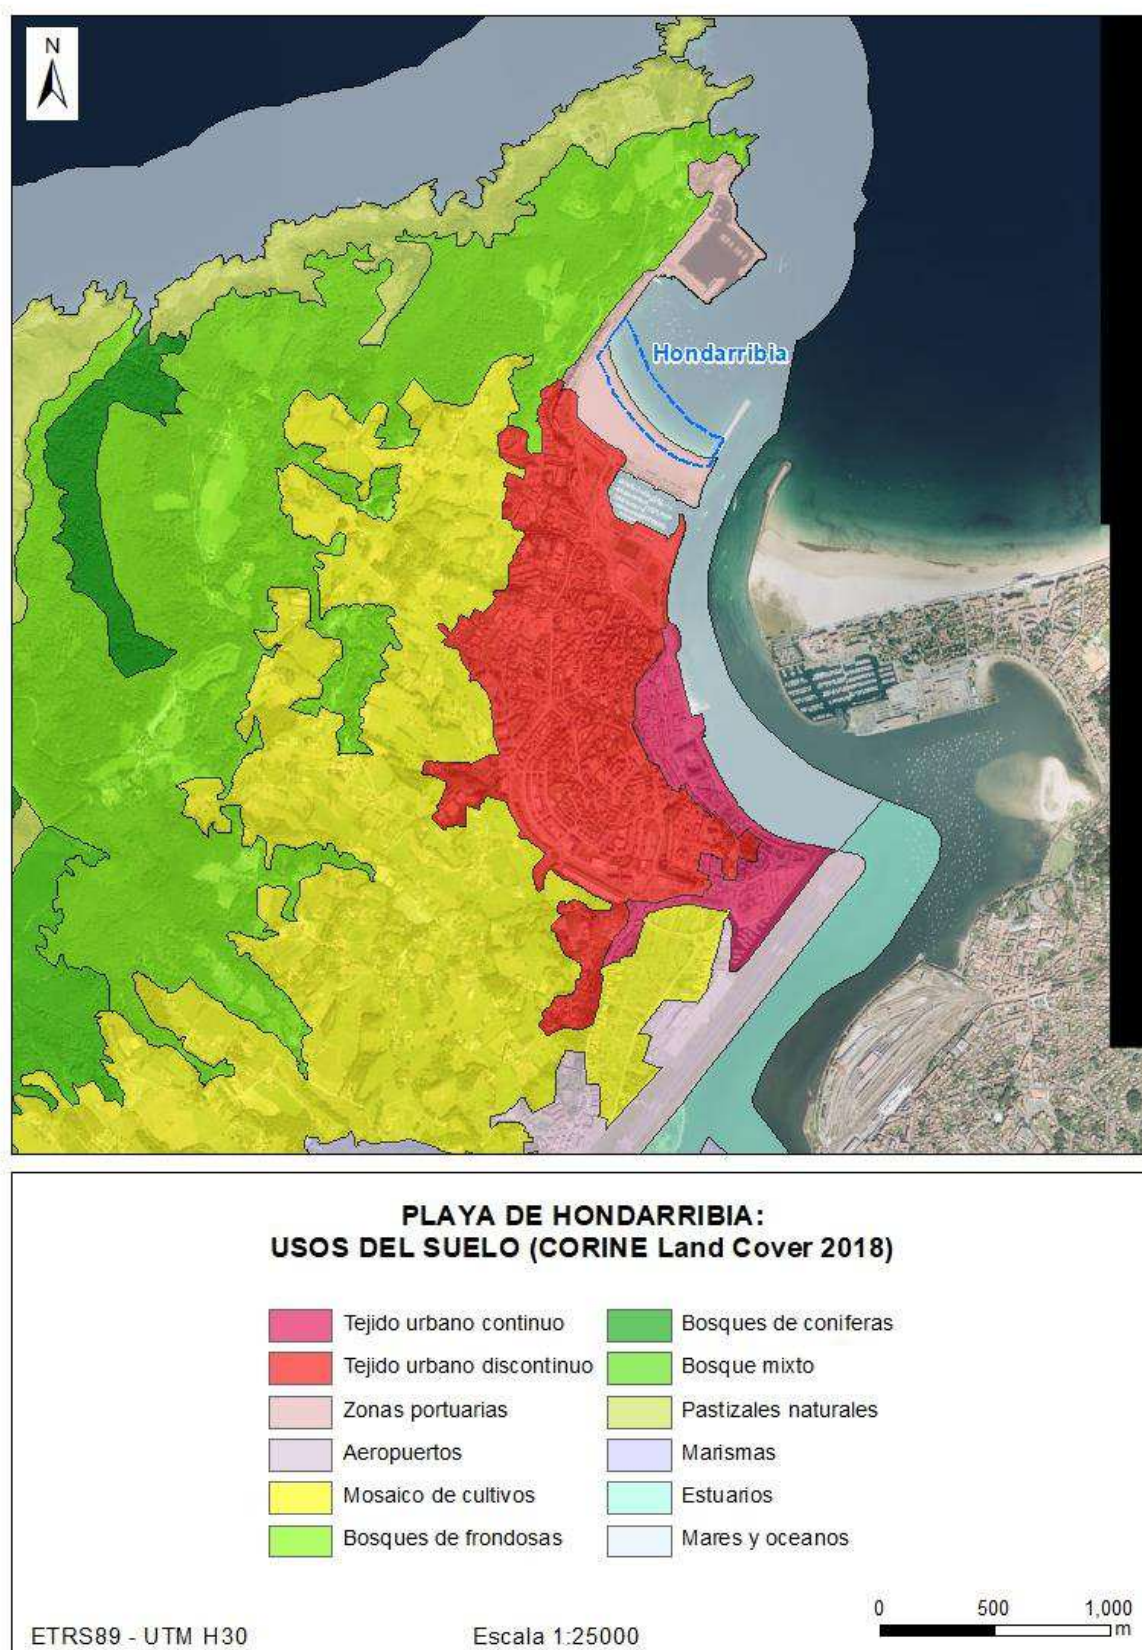 N
Hondarribia
PLAYA DE HONDARRIBIA:
USOS DEL SUELO (CORINE Land Cover 2018)
Tejido urbano continuo
Tejido urbano discontinuo
Zonas portuarias
Aeropuertos
Mosaico de cultivos
Bosques de frondosas
Bosques de coníferas
Bosque mixto
Pastizales naturales
Marismas
Estuarios
Mares y oceanos
0 500 1,000
m
ETRS89 - UTM H30
Escala 1:25000